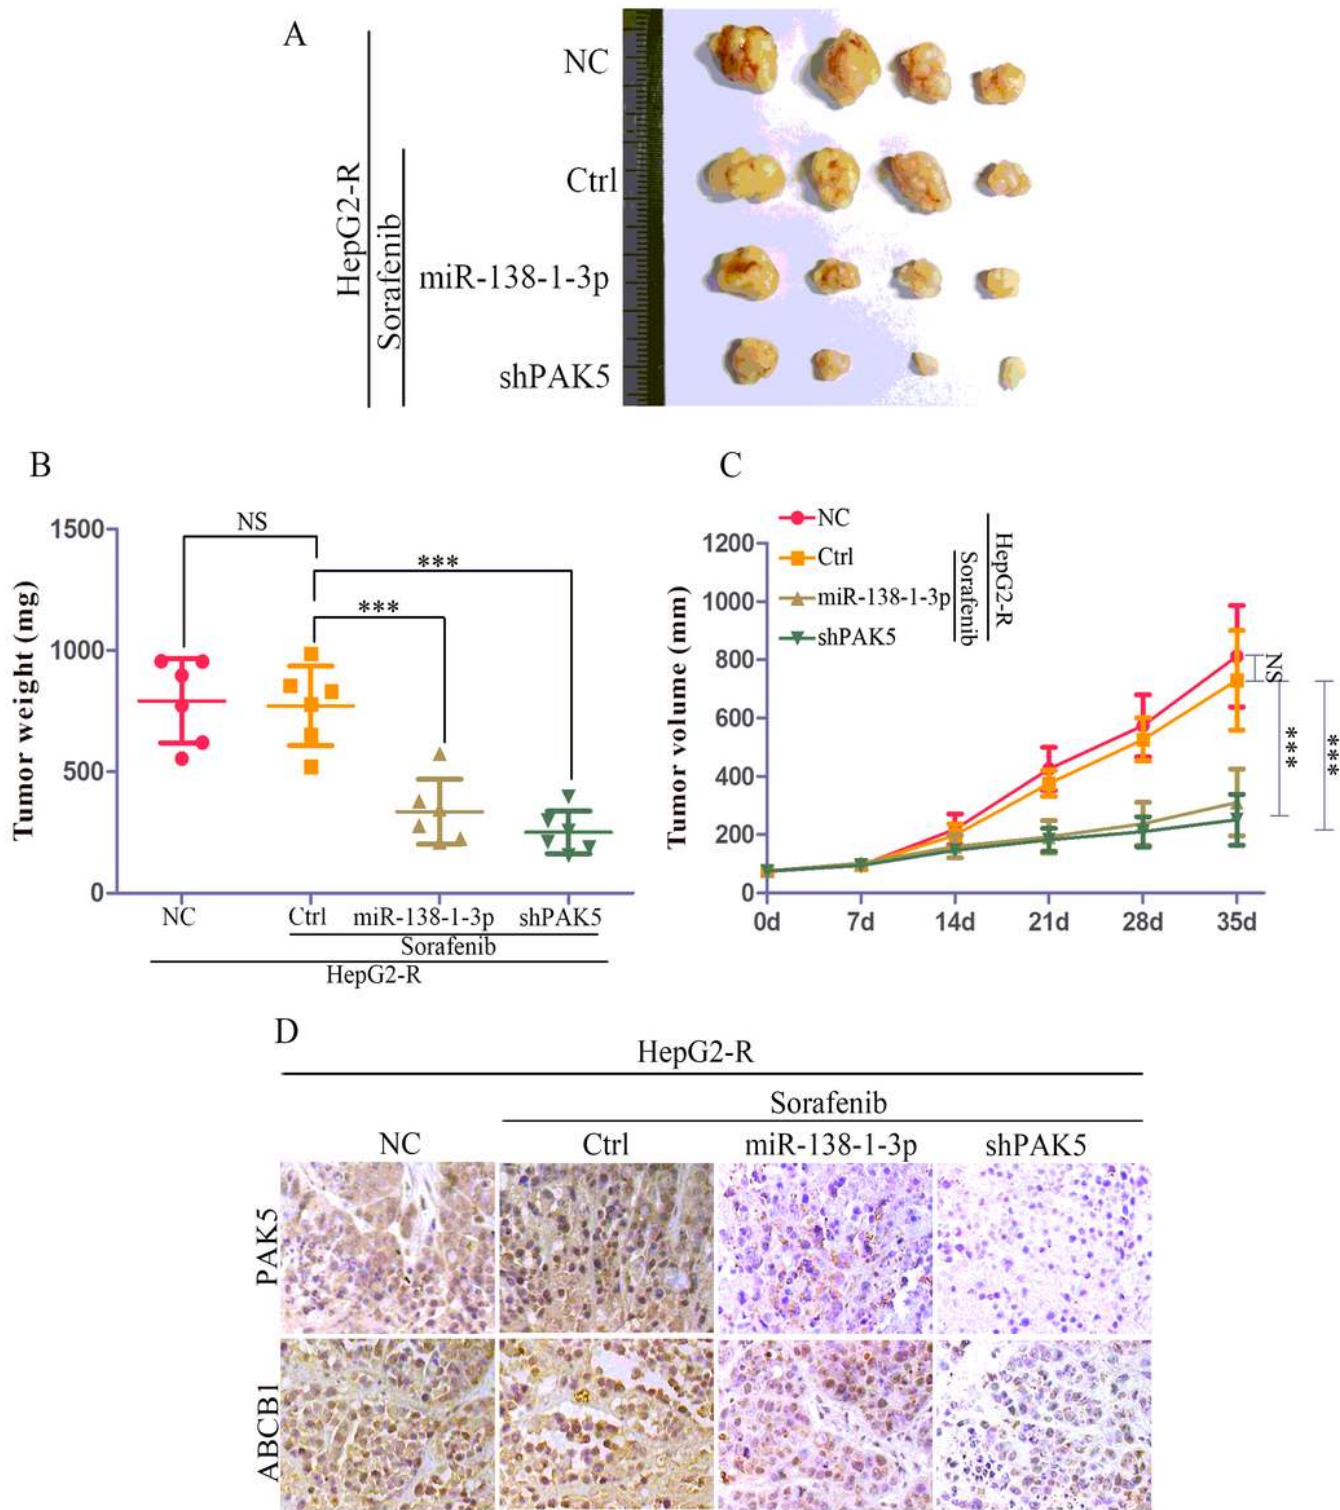 A
HepG2-R
Sorafenib
NC
Ctrl
miR-138-1-3p
shPAK5
B
Tumor weight (mg)
1500
1000
500
0
NS
***
***
NC
Ctrl
miR-138-1-3p
shPAK5
Sorafenib
HepG2-R
C
Tumor volume (mm)
1200
1000
800
600
400
200
0
NC
Ctrl
miR-138-1-3p
shPAK5
Sorafenib
HepG2-R
NS
***
***
0d
7d
14d
21d
28d
35d
D
HepG2-R
Sorafenib
NC
Ctrl
miR-138-1-3p
shPAK5
PAK5
ABCB1